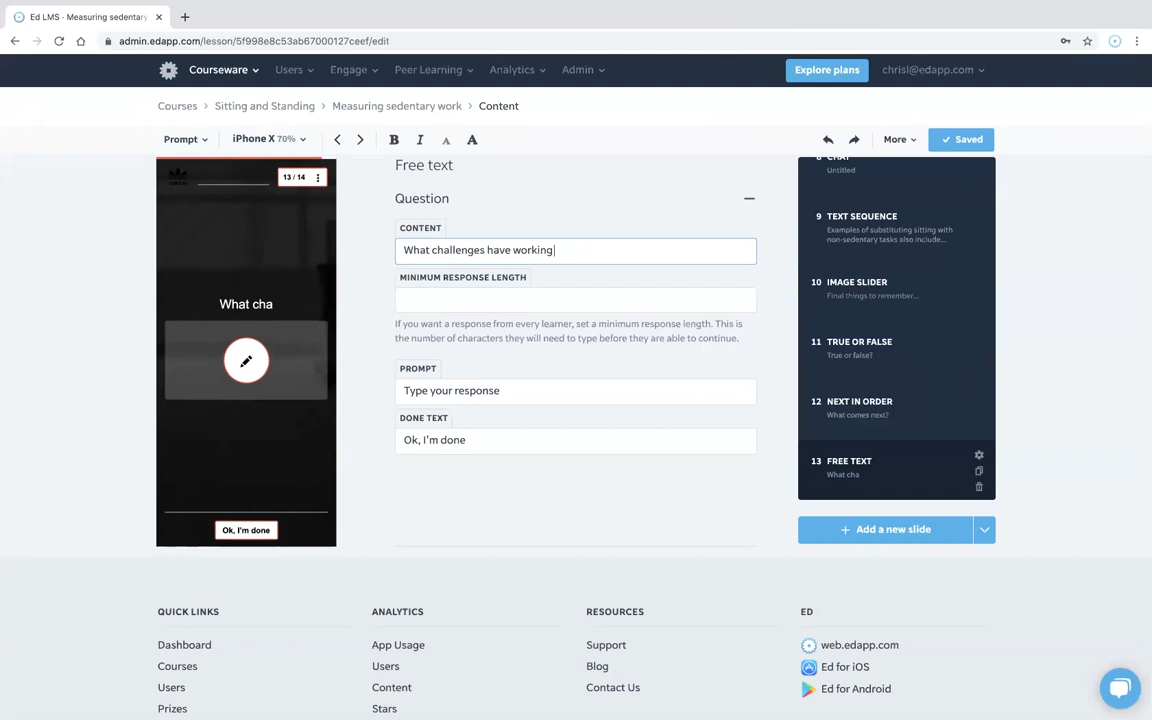 Ed LMS - Measuring sedentary
admin.edapp.com/lesson/5f998e8c53ab67000127ceef/edit
Courseware Users Engage Peer Learning Analytics Admin Explore plans chrisl@edapp.com
Courses > Sitting and Standing > Measuring sedentary work > Content
Prompt iPhone X 70% B I A A More Saved
13 / 14
What cha
Ok, I'm done
Free text
Question
CONTENT
What challenges have working
MINIMUM RESPONSE LENGTH
If you want a response from every learner, set a minimum response length. This is
the number of characters they will need to type before they are able to continue.
PROMPT
Type your response
DONE TEXT
Ok, I'm done
8 CHAT
Untitled
9 TEXT SEQUENCE
Examples of substituting sitting with
non-sedentary tasks also include...
10 IMAGE SLIDER
Final things to remember...
11 TRUE OR FALSE
True or false?
12 NEXT IN ORDER
What comes next?
13 FREE TEXT
What cha
+ Add a new slide
QUICK LINKS
Dashboard
Courses
Users
Prizes
ANALYTICS
App Usage
Users
Content
Stars
RESOURCES
Support
Blog
Contact Us
ED
web.edapp.com
Ed for iOS
Ed for Android